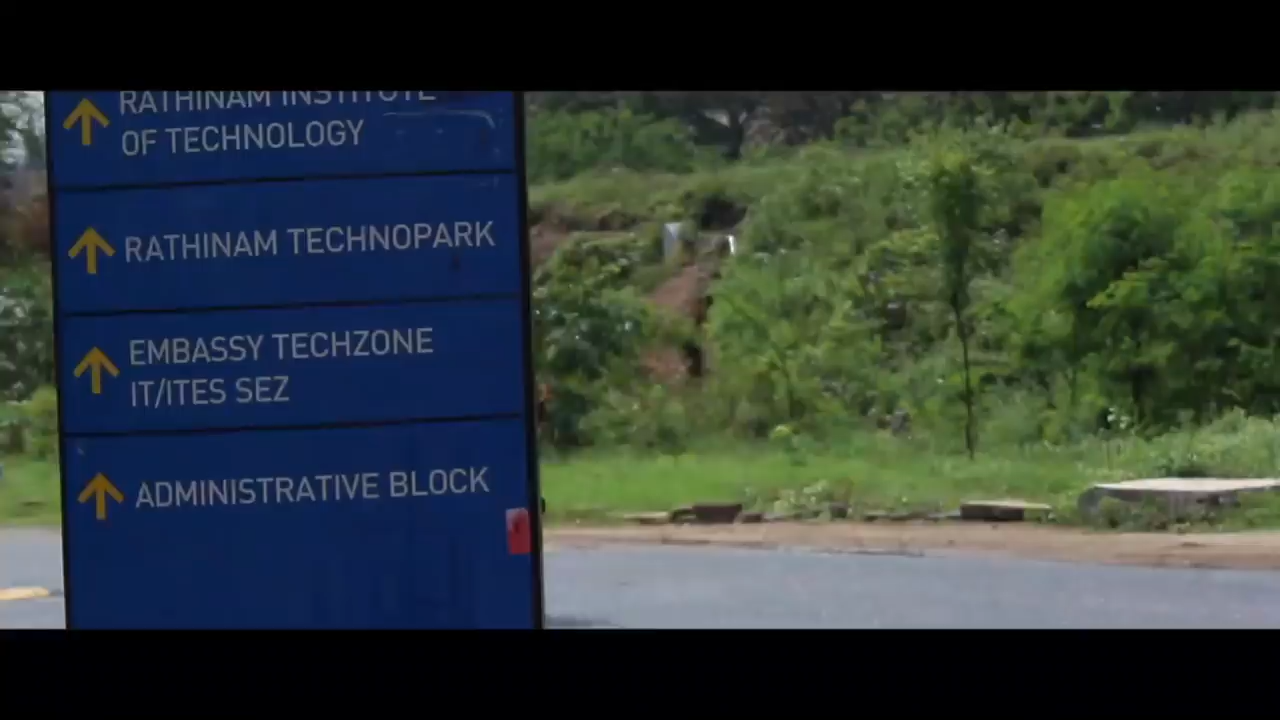 RATHINAM INSTITUTE
OF TECHNOLOGY
RATHINAM TECHNOPARK
EMBASSY TECHZONE
IT/ITES SEZ
ADMINISTRATIVE BLOCK